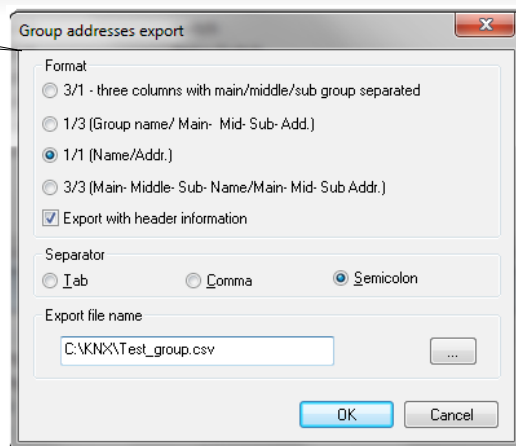 Group addresses export
Format
3/1 - three columns with main/middle/sub group separated
1/3 (Group name/ Main- Mid- Sub- Add.)
1/1 (Name/Addr.)
3/3 (Main- Middle- Sub- Name/Main- Mid- Sub Addr.)
Export with header information
Separator
Tab Comma Semicolon
Export file name
C:\KNX\Test_group.csv ...
OK Cancel